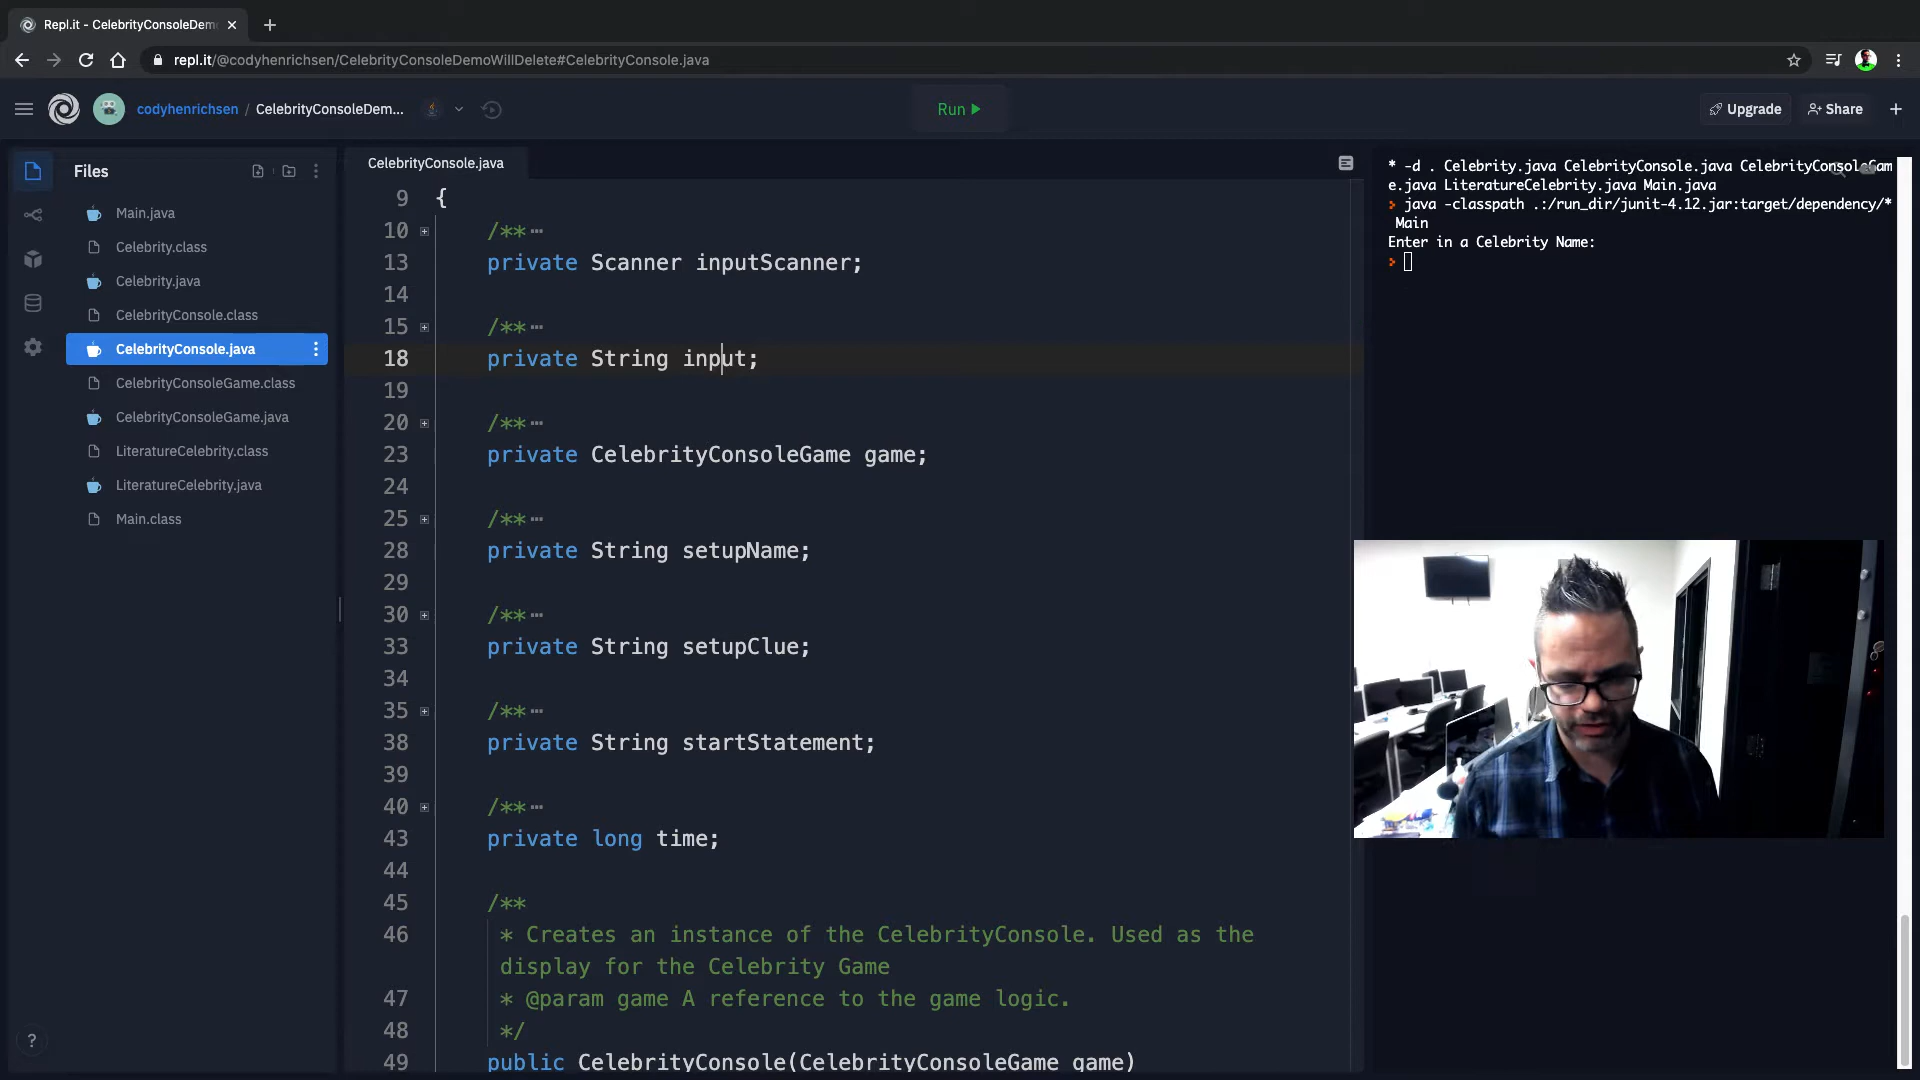 Repl.it - CelebrityConsoleDem
repl.it/@codyhenrichsen/CelebrityConsoleDemoWillDelete#CelebrityConsole.java
codyhenrichsen / CelebrityConsoleDem...
Run
Upgrade
Share
Files
Main.java
Celebrity.class
Celebrity.java
CelebrityConsole.class
CelebrityConsole.java
CelebrityConsoleGame.class
CelebrityConsoleGame.java
LiteratureCelebrity.class
LiteratureCelebrity.java
Main.class
?
CelebrityConsole.java
9 {
10 /** ⋯
13 private Scanner inputScanner;
14
15 /** ⋯
18 private String input;
19
20 /** ⋯
23 private CelebrityConsoleGame game;
24
25 /** ⋯
28 private String setupName;
29
30 /** ⋯
33 private String setupClue;
34
35 /** ⋯
38 private String startStatement;
39
40 /** ⋯
43 private long time;
44
45 /**
46 * Creates an instance of the CelebrityConsole. Used as the
display for the Celebrity Game
47 * @param game A reference to the game logic.
48 */
49 public CelebrityConsole(CelebrityConsoleGame game)
* -d . Celebrity.java CelebrityConsole.java CelebrityConsoleGam
e.java LiteratureCelebrity.java Main.java
> java -classpath .:/run_dir/junit-4.12.jar:target/dependency/*
Main
Enter in a Celebrity Name:
>